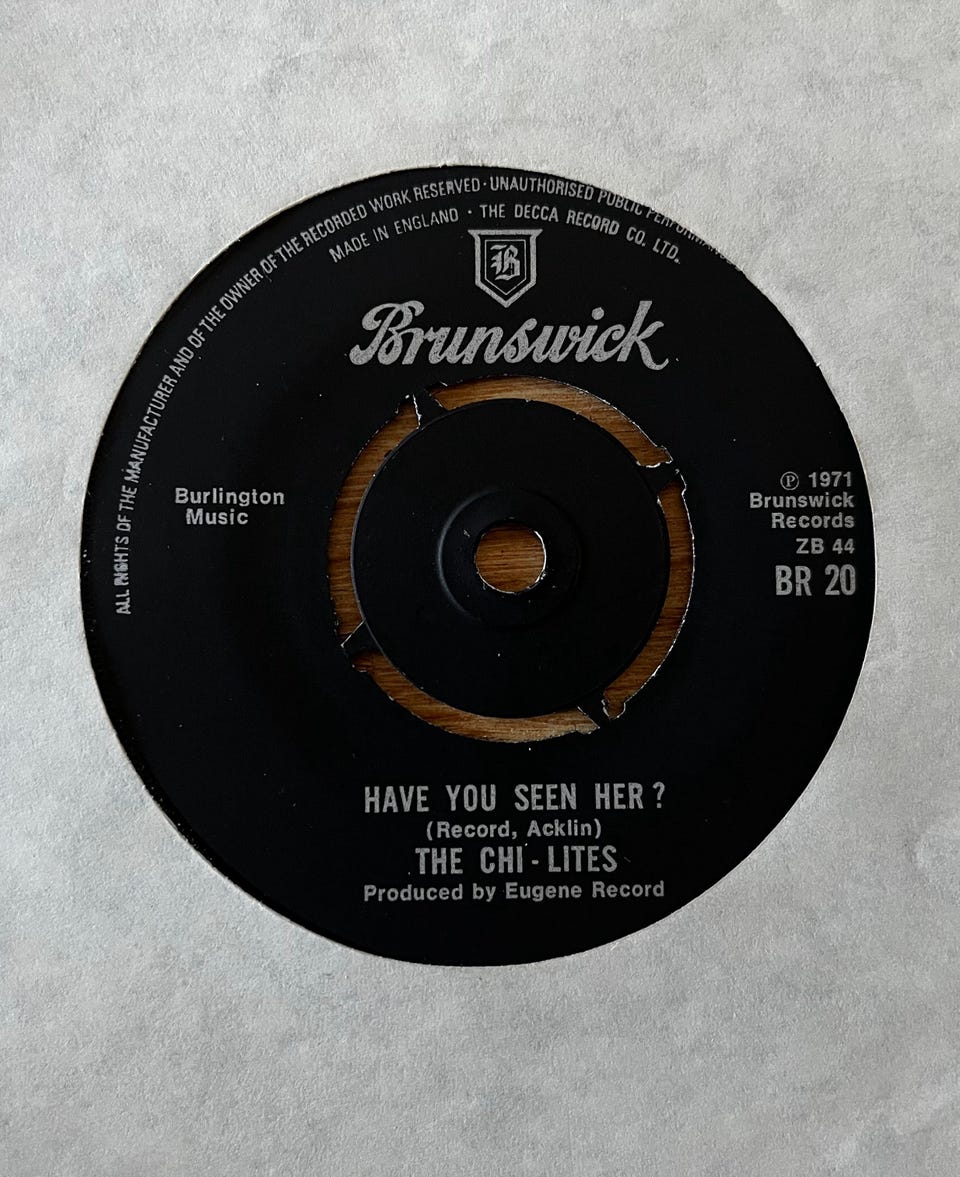 ALL RIGHTS OF THE MANUFACTURER AND OF THE OWNER OF THE RECORDED WORK RESERVED · UNAUTHORISED PUBLIC
MADE IN ENGLAND · THE DECCA RECORD CO. LTD.
B
Brunswick
Burlington
Music
℗ 1971
Brunswick
Records
ZB 44
BR 20
HAVE YOU SEEN HER?
(Record, Acklin)
THE CHI-LITES
Produced by Eugene Record